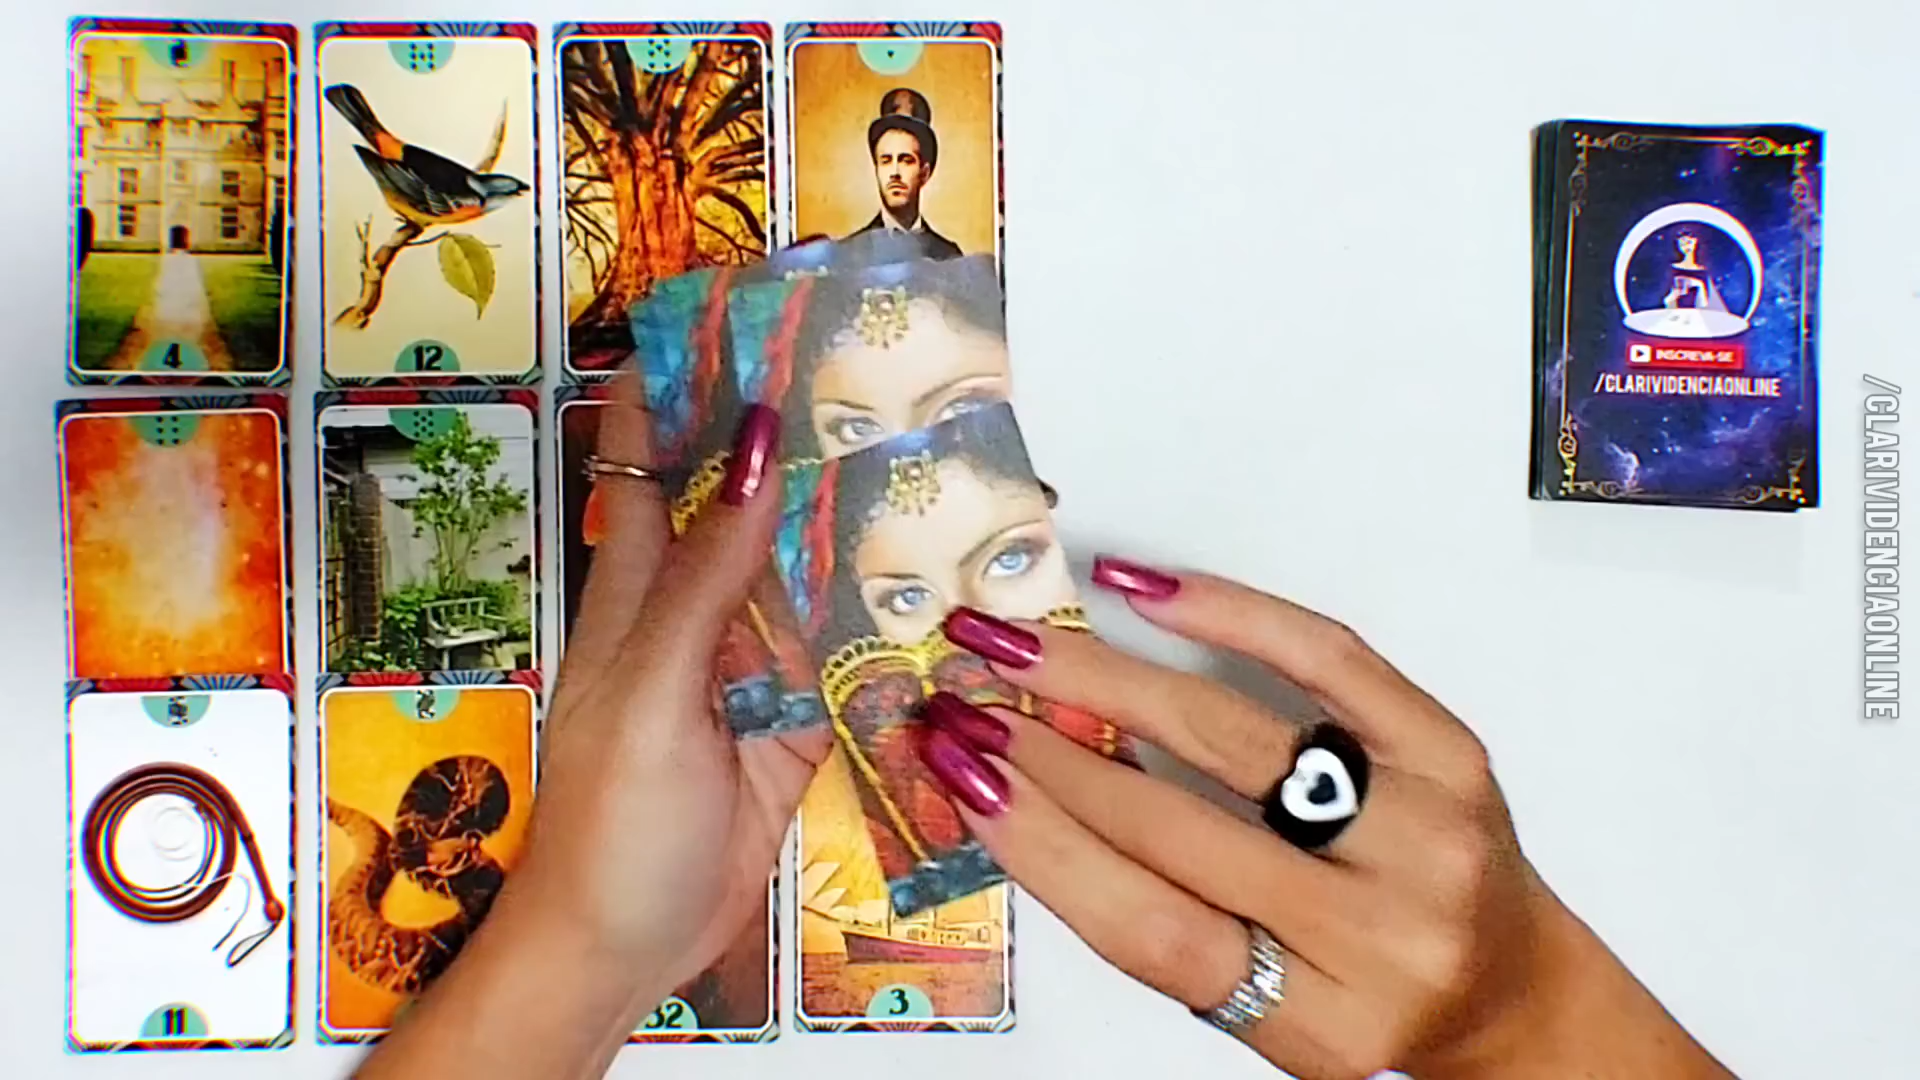 4
12
11
32
3
INSCREVA-SE
/CLARIVIDENCIAONLINE
/CLARIVIDENCIAONLINE